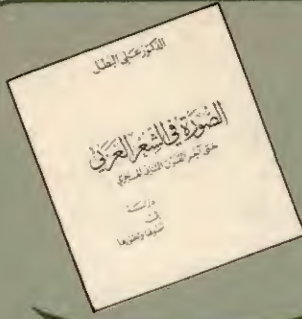 الدكتور علي البطل
الصورة في الشعر العربي
حتى آخر القرن الثاني الهجري
دراسة
في
أصولها وتطورها